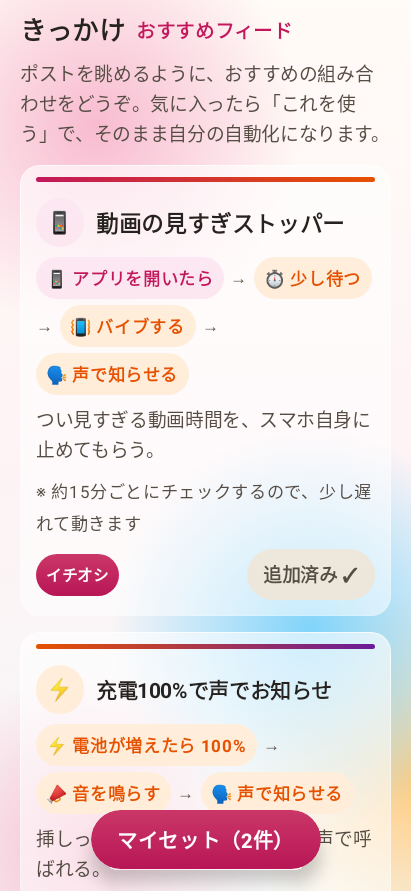 きっかけ おすすめフィード
ポストを眺めるように、おすすめの組み合
わせをどうぞ。気に入ったら「これを使
う」で、そのまま自分の自動化になります。
動画の見すぎストッパー
アプリを開いたら → 少し待つ
→ バイブする →
声で知らせる
つい見すぎる動画時間を、スマホ自身に
止めてもらう。
※ 約15分ごとにチェックするので、少し遅
れて動きます
イチオシ 追加済み✓
充電100%で声でお知らせ
電池が増えたら 100% →
音を鳴らす → 声で知らせる
挿しっ
声で呼
マイセット（2件）
ばれる。